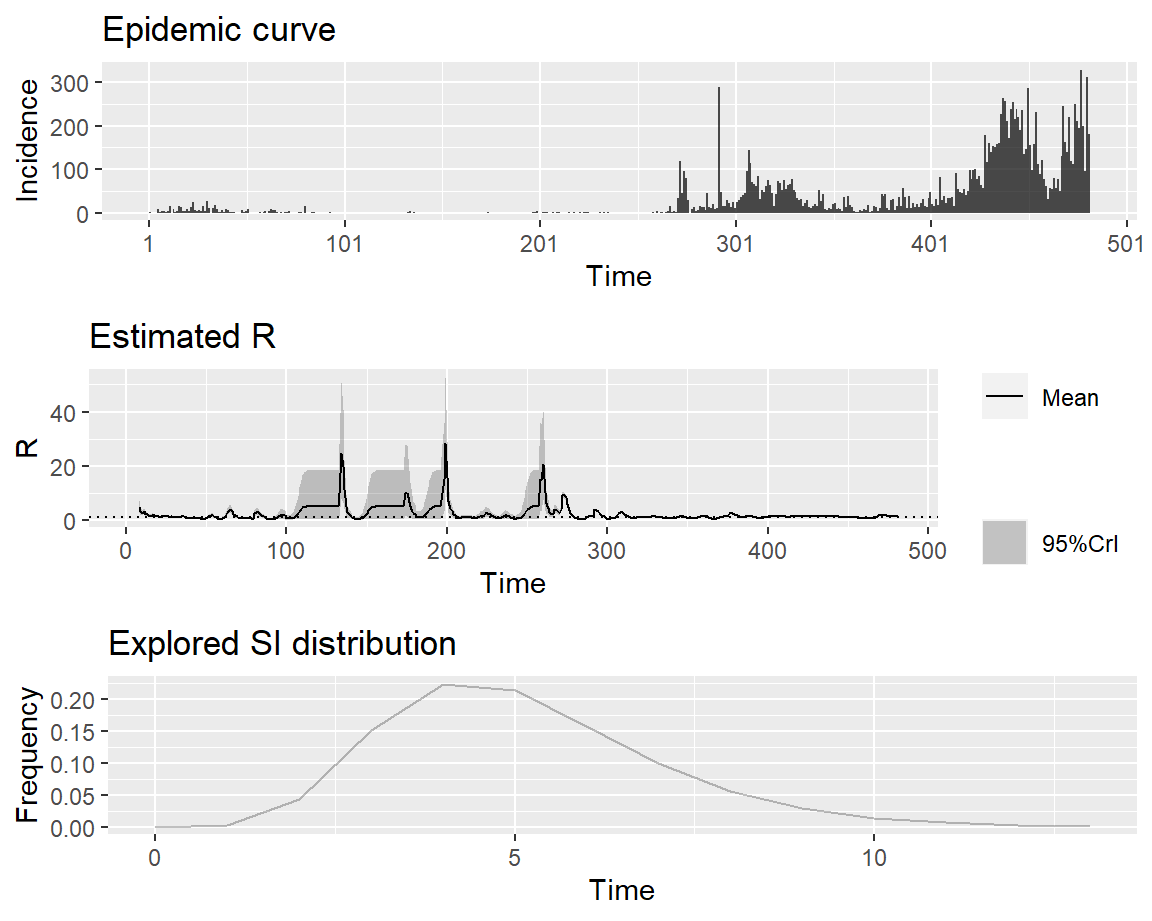 Epidemic curve
300
200
100
0
Incidence
1 101 201 301 401 501
Time
Estimated R
40
20
0
R
0 100 200 300 400 500
Time
Mean
95%CrI
Explored SI distribution
0.20
0.15
0.10
0.05
0.00
Frequency
0 5 10
Time